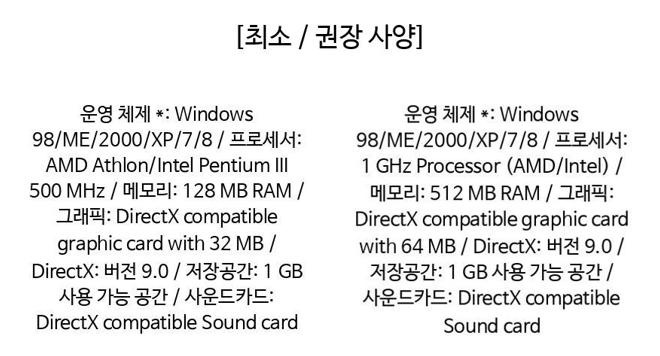 [최소 / 권장 사양]
운영 체제 *: Windows
98/ME/2000/XP/7/8 / 프로세서:
AMD Athlon/Intel Pentium III
500 MHz / 메모리: 128 MB RAM /
그래픽: DirectX compatible
graphic card with 32 MB /
DirectX: 버전 9.0 / 저장공간: 1 GB
사용 가능 공간 / 사운드카드:
DirectX compatible Sound card
운영 체제 *: Windows
98/ME/2000/XP/7/8 / 프로세서:
1 GHz Processor (AMD/Intel) /
메모리: 512 MB RAM / 그래픽:
DirectX compatible graphic card
with 64 MB / DirectX: 버전 9.0 /
저장공간: 1 GB 사용 가능 공간 /
사운드카드: DirectX compatible
Sound card